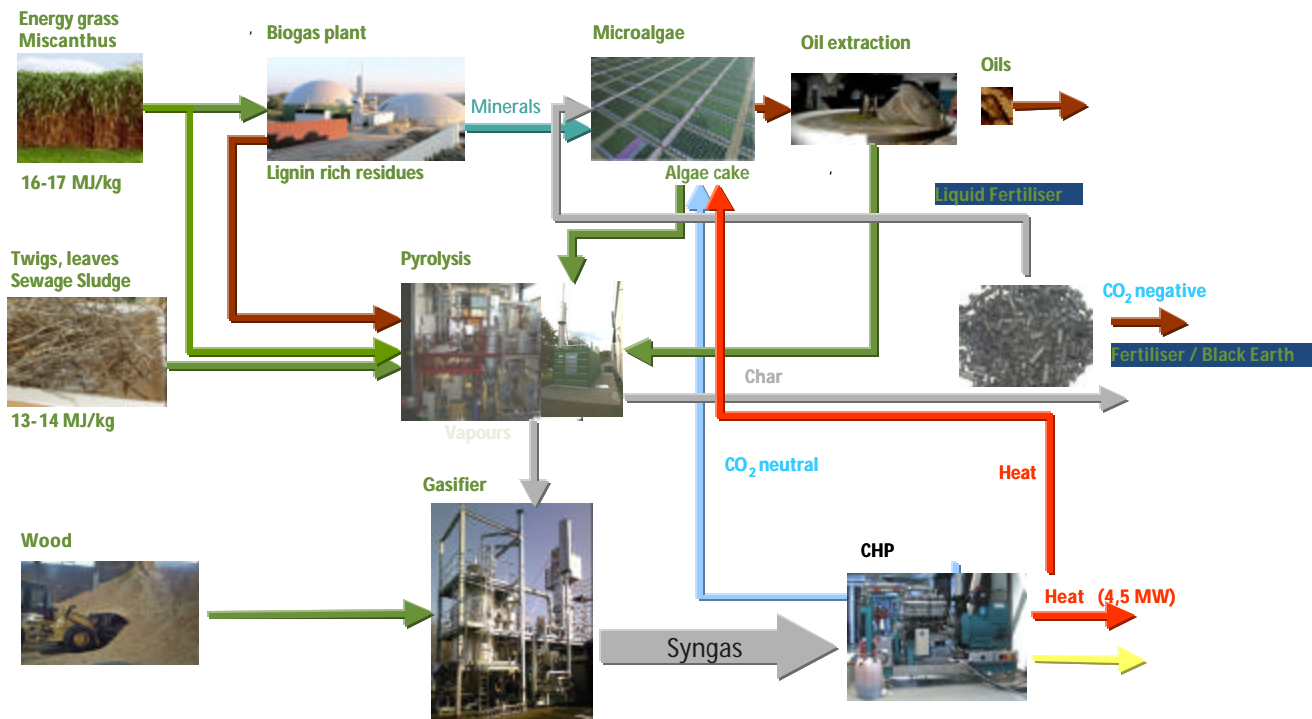 Energy grass
Miscanthus
Biogas plant
Microalgae
Oil extraction
Oils
Minerals
16-17 MJ/kg
Lignin rich residues
Algae cake
Liquid Fertiliser
Twigs, leaves
Sewage Sludge
Pyrolysis
CO2 negative
Fertiliser / Black Earth
Char
13-14 MJ/kg
Vapours
CO2 neutral
Heat
Gasifier
Wood
CHP
Heat (4,5 MW)
Syngas